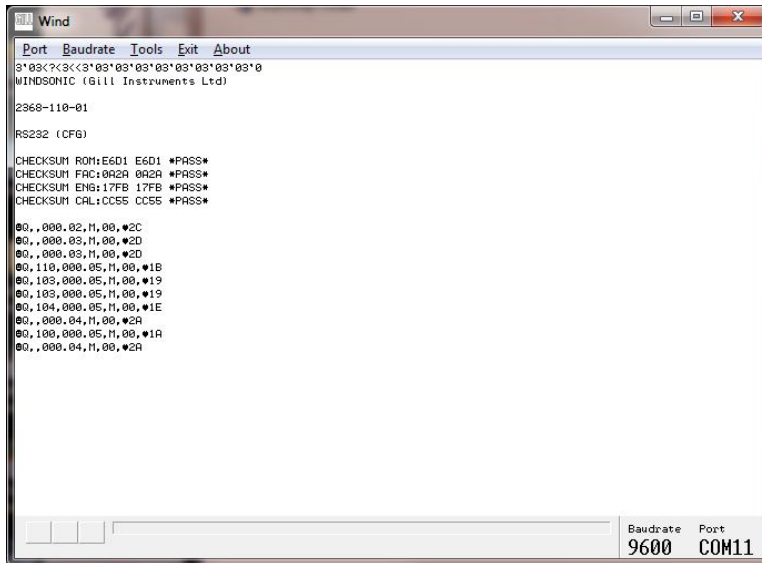 GILL
Wind
Port Baudrate Tools Exit About
3'03<?<3<<3'03'03'03'03'03'03'03'03'0
WINDSONIC (Gill Instruments Ltd)
2368-110-01
RS232 (CFG)
CHECKSUM ROM:E6D1 E6D1 *PASS*
CHECKSUM FAC:0A2A 0A2A *PASS*
CHECKSUM ENG:17FB 17FB *PASS*
CHECKSUM CAL:CC55 CC55 *PASS*
☻Q,,000.02,M,00,♥2C
☻Q,,000.03,M,00,♥2D
☻Q,,000.03,M,00,♥2D
☻Q,110,000.05,M,00,♥1B
☻Q,103,000.05,M,00,♥19
☻Q,103,000.05,M,00,♥19
☻Q,104,000.05,M,00,♥1E
☻Q,,000.04,M,00,♥2A
☻Q,100,000.05,M,00,♥1A
☻Q,,000.04,M,00,♥2A
Baudrate Port
9600 COM11